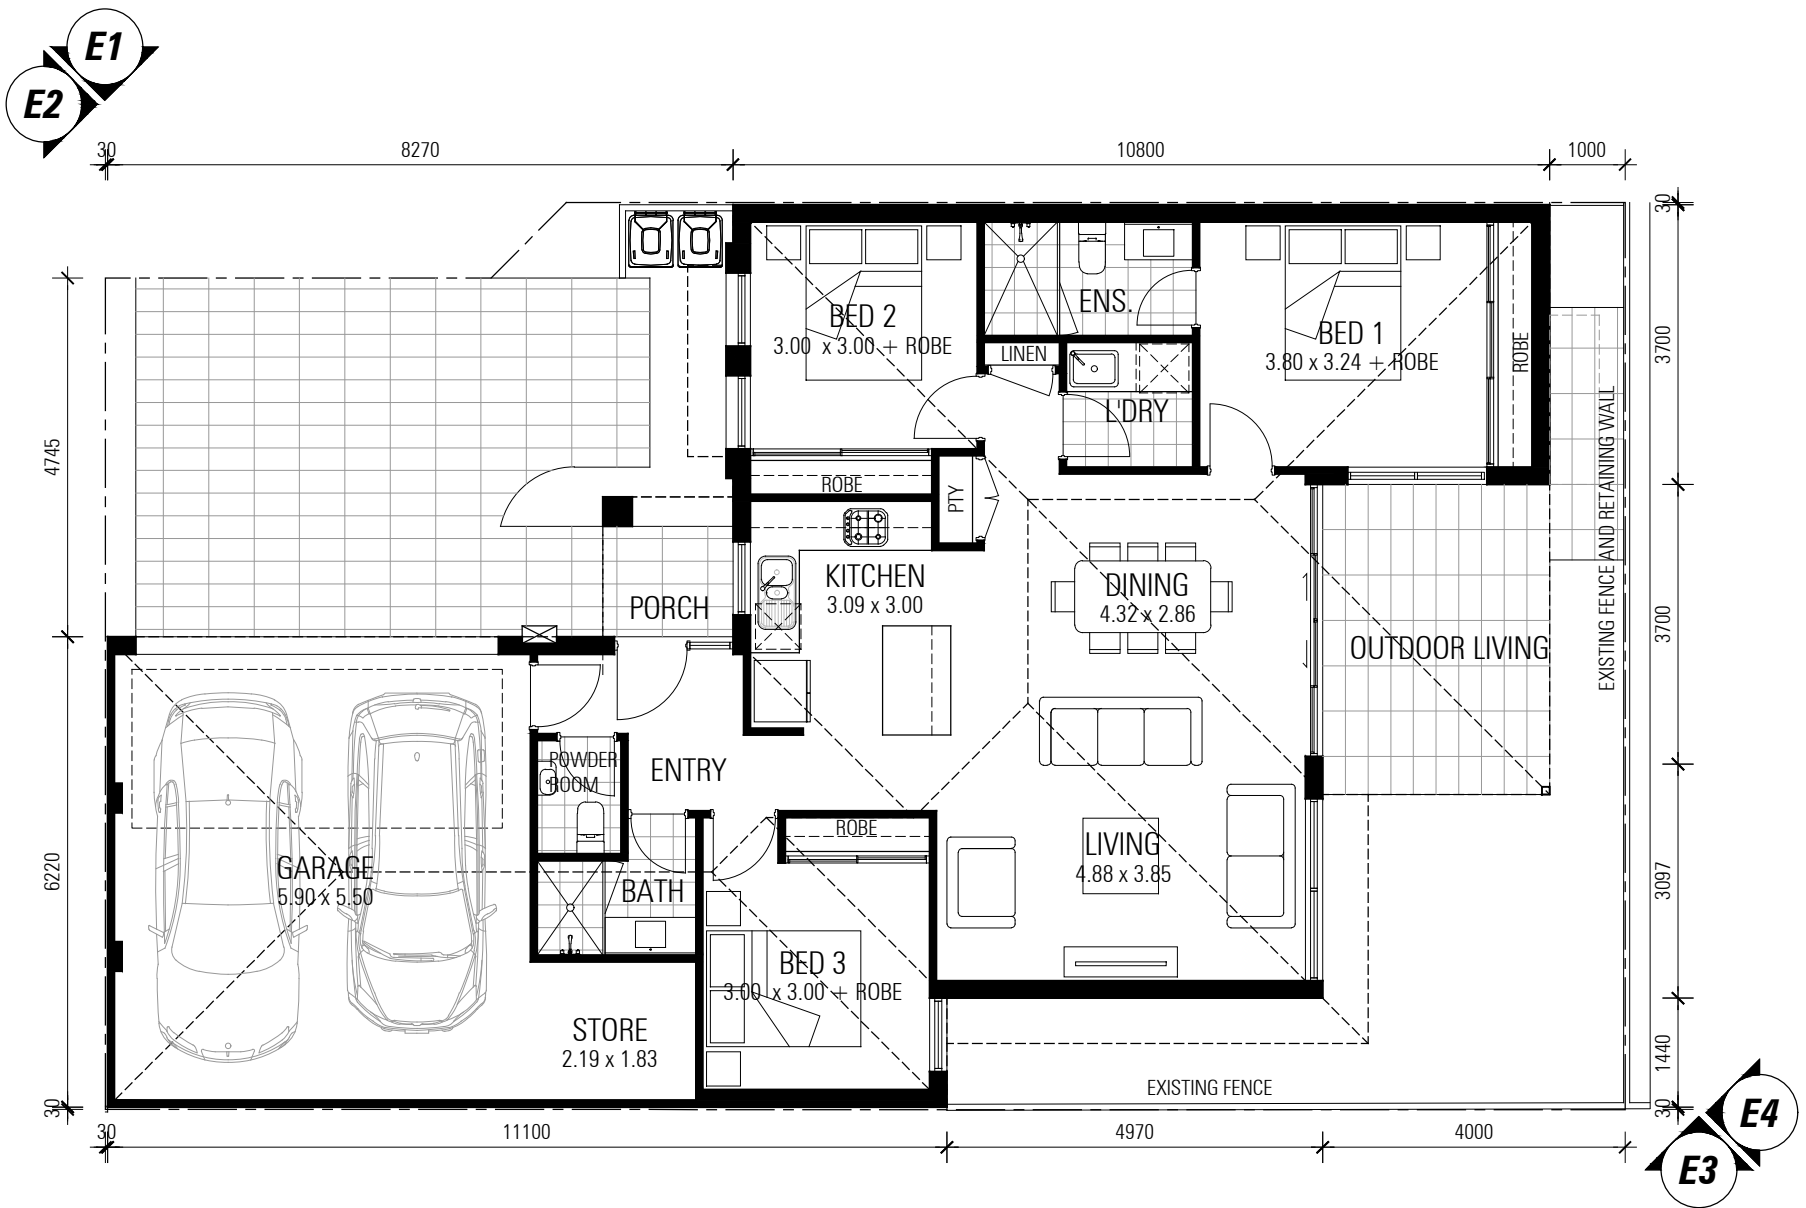 E1
E2
30
8270
10800
1000
30
BED 2
3.00 x 3.00 + ROBE
ENS.
LINEN
L'DRY
BED 1
3.80 x 3.24 + ROBE
ROBE
3700
4745
ROBE
PTY
EXISTING FENCE AND RETAINING WALL
KITCHEN
3.09 x 3.00
DINING
4.32 x 2.86
PORCH
OUTDOOR LIVING
3700
POWDER
ROOM
ENTRY
ROBE
LIVING
4.88 x 3.85
GARAGE
5.90 x 5.50
BATH
6220
3097
BED 3
3.00 x 3.00 + ROBE
STORE
2.19 x 1.83
1440
EXISTING FENCE
30
30
30
11100
4970
4000
E4
E3